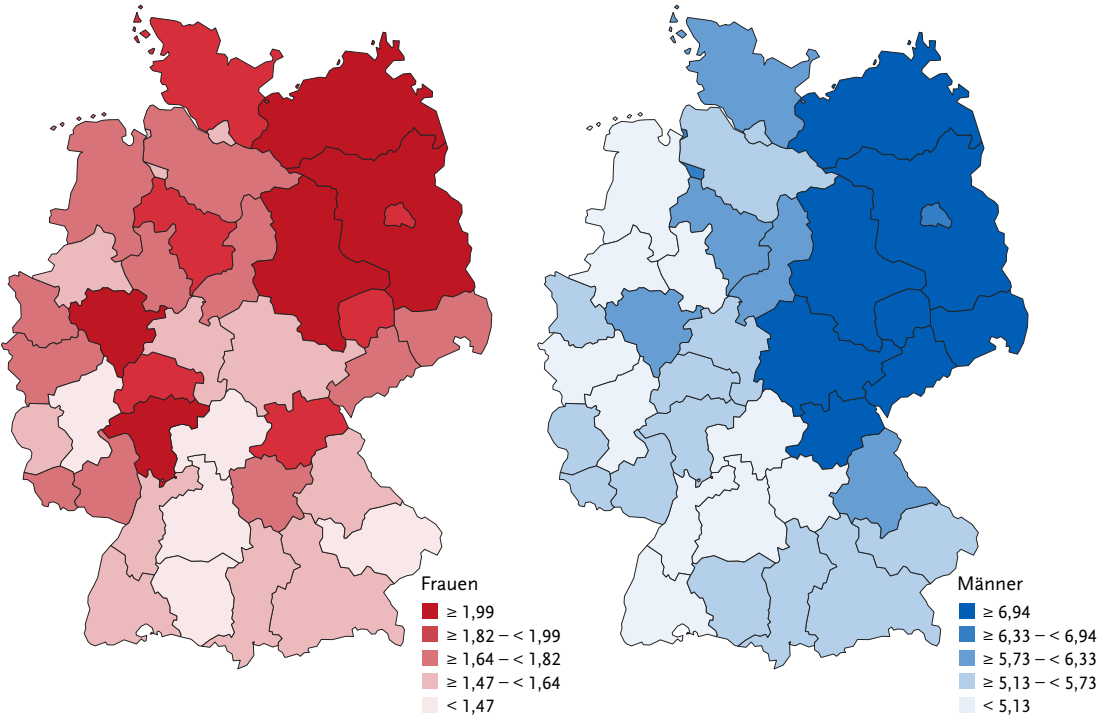 Frauen
≥ 1,99
≥ 1,82 – < 1,99
≥ 1,64 – < 1,82
≥ 1,47 – < 1,64
< 1,47
Männer
≥ 6,94
≥ 6,33 – < 6,94
≥ 5,73 – < 6,33
≥ 5,13 – < 5,73
< 5,13